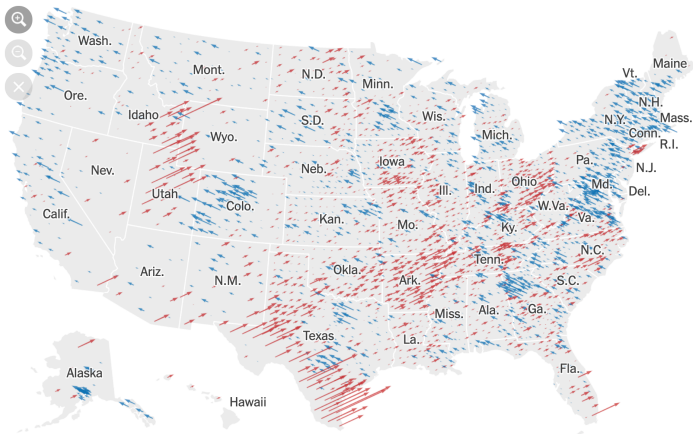 Wash.
Maine
Mont.
N.D.
Vt.
Minn.
Ore.
N.H.
Idaho
S.D.
Wis.
N.Y.
Mass.
Mich.
Conn.
Wyo.
R.I.
Iowa
Pa.
Nev.
Neb.
N.J.
Ohio
Md.
Utah
Ill.
Ind.
Del.
Colo.
W.Va.
Calif.
Kan.
Va.
Mo.
Ky.
N.C.
Tenn.
Ariz.
Okla.
N.M.
Ark.
S.C.
Miss.
Ala.
Ga.
Texas
La.
Fla.
Alaska
Hawaii